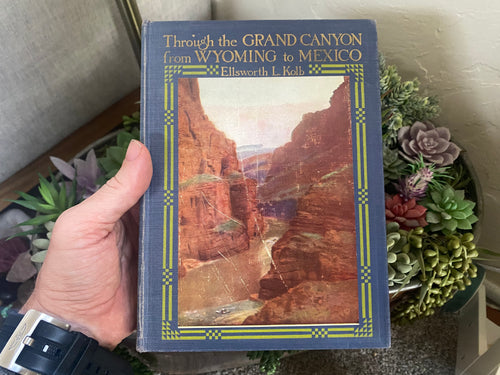 Through the GRAND CANYON
from WYOMING to MEXICO
Ellsworth L. Kolb